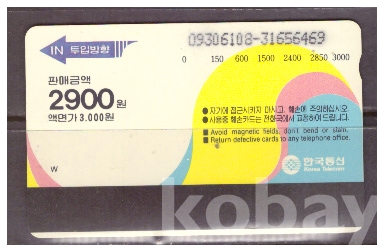 IN 투입방향
09306108-31656469
0 600 1500 2400 2850 3000
판매금액
2900원
액면가 3.000원
● 자기에 접근시키지 마시고, 훼손에 주의하십시오.
● 사용중 훼손카드는 전화국에서 교환하여 드립니다.
■ Avoid magnetic fields, don't bend or stain.
■ Return defective cards to any telephone office.
W
한국통신
Korea Telecom
kobay